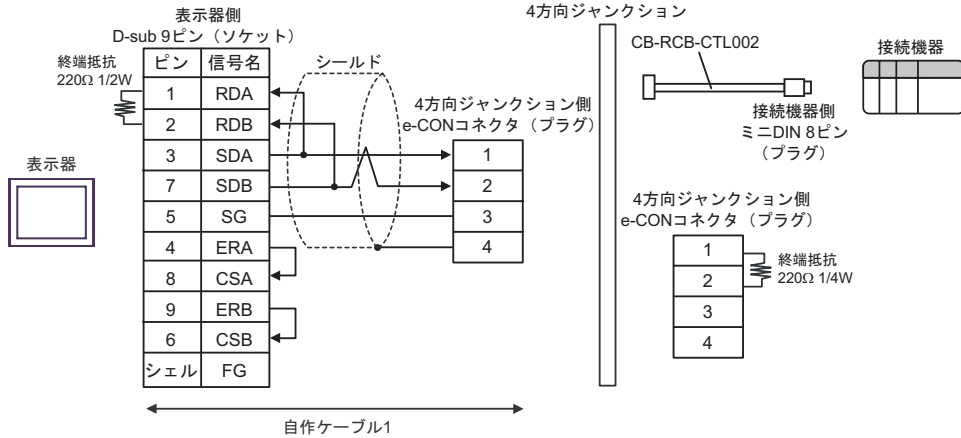 表示器側
D-sub 9ピン（ソケット）
終端抵抗
220Ω 1/2W
ピン 信号名
1 RDA
2 RDB
3 SDA
7 SDB
5 SG
4 ERA
8 CSA
9 ERB
6 CSB
シェル FG
表示器
シールド
4方向ジャンクション側
e-CONコネクタ（プラグ）
1
2
3
4
自作ケーブル1
4方向ジャンクション
CB-RCB-CTL002
接続機器側
ミニDIN 8ピン
（プラグ）
接続機器
4方向ジャンクション側
e-CONコネクタ（プラグ）
1
2
3
4
終端抵抗
220Ω 1/4W